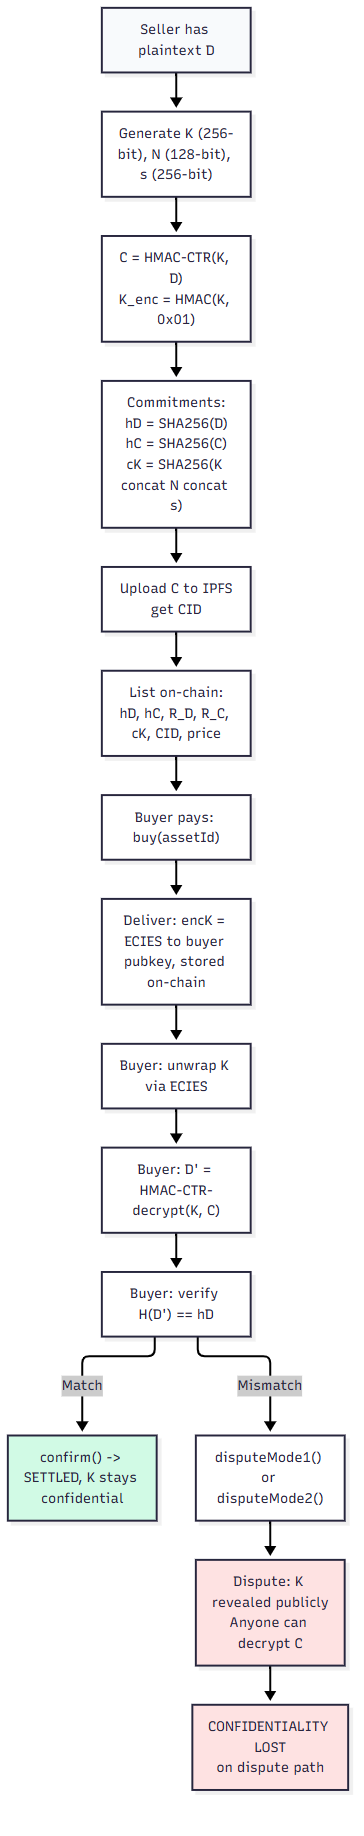 Seller has
plaintext D
Generate K (256-
bit), N (128-bit),
s (256-bit)
C = HMAC-CTR(K,
D)
K_enc = HMAC(K,
0x01)
Commitments:
hD = SHA256(D)
hC = SHA256(C)
cK = SHA256(K
concat N concat
s)
Upload C to IPFS
get CID
List on-chain:
hD, hC, R_D, R_C,
cK, CID, price
Buyer pays:
buy(assetId)
Deliver: encK =
ECIES to buyer
pubkey, stored
on-chain
Buyer: unwrap K
via ECIES
Buyer: D' =
HMAC-CTR-
decrypt(K, C)
Buyer: verify
H(D') == hD
Match
Mismatch
confirm() ->
SETTLED, K stays
confidential
disputeMode1()
or
disputeMode2()
Dispute: K
revealed publicly
Anyone can
decrypt C
CONFIDENTIALITY
LOST
on dispute path